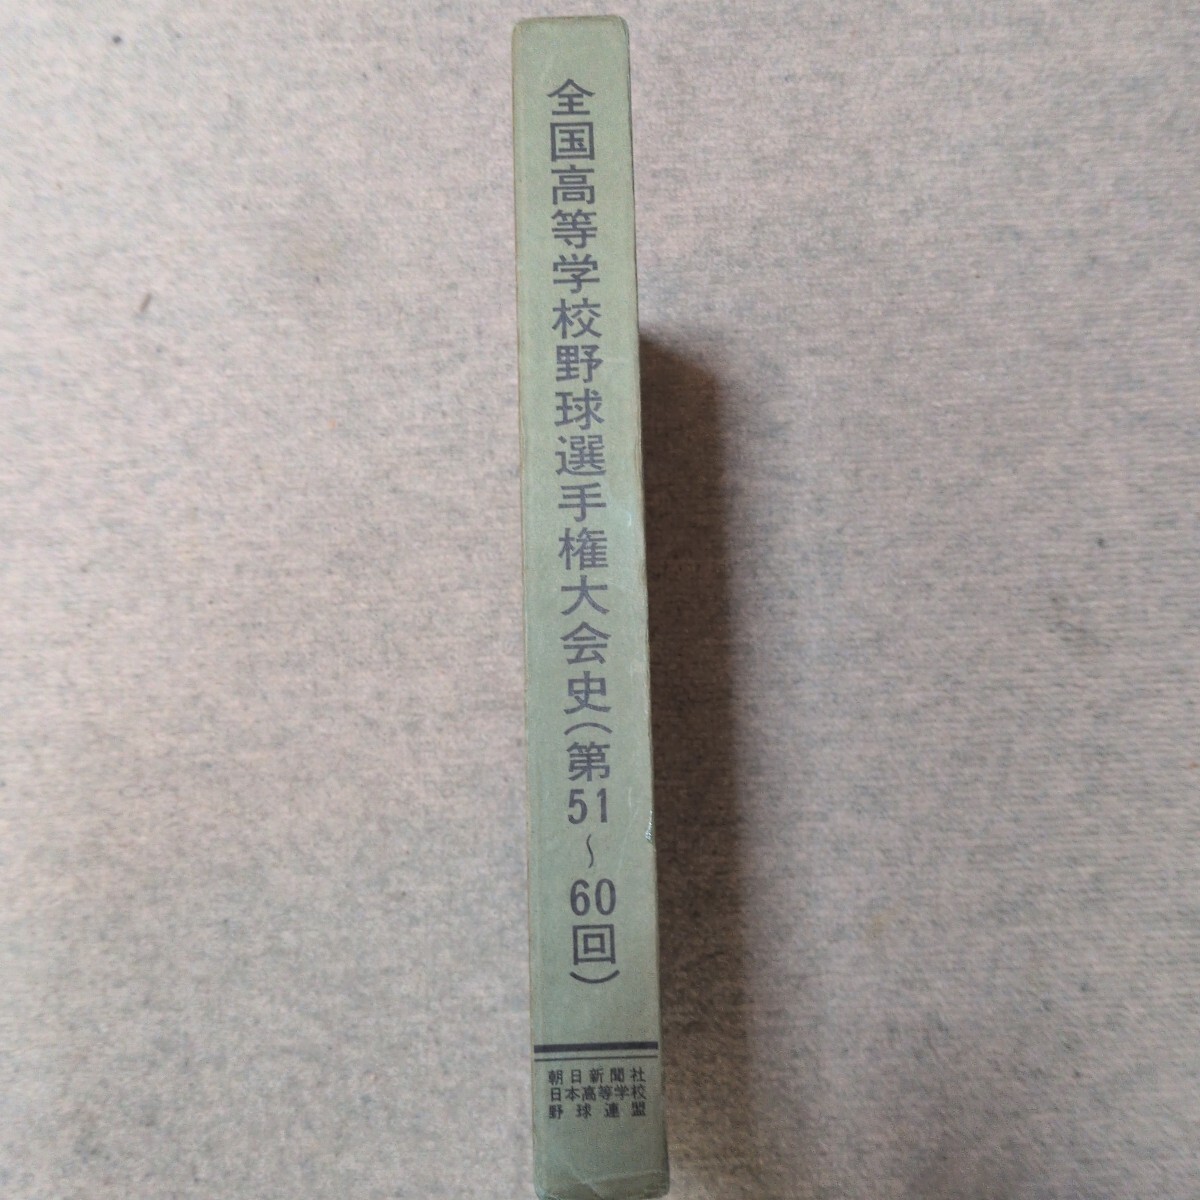 全国高等学校野球選手権大会史(第51~60回)
朝日新聞社
日本高等学校
野球連盟